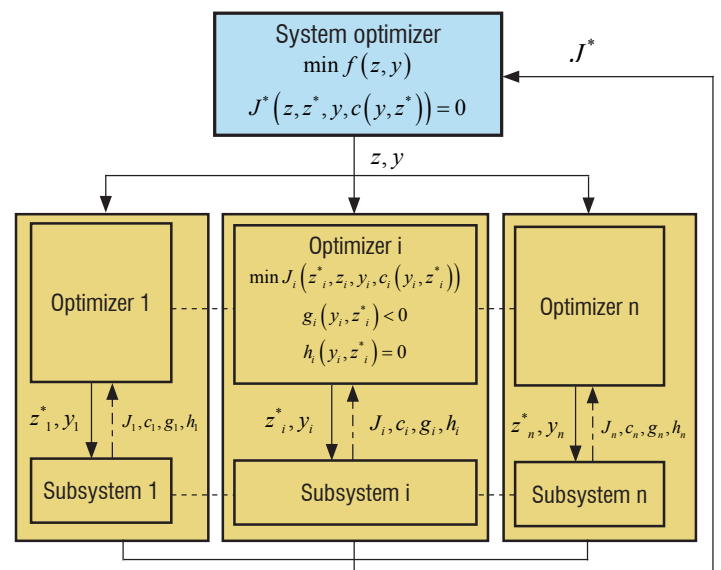 System optimizer
min f(z, y)
J*(z, z*, y, c(y, z*)) = 0
J*
z, y
Optimizer 1
Optimizer i
min J_i(z*_i, z_i, y_i, c_i(y_i, z*_i))
g_i(y_i, z*_i) < 0
h_i(y_i, z*_i) = 0
Optimizer n
z*_1, y_1
J_1, c_1, g_1, h_1
z*_i, y_i
J_i, c_i, g_i, h_i
z*_n, y_n
J_n, c_n, g_n, h_n
Subsystem 1
Subsystem i
Subsystem n